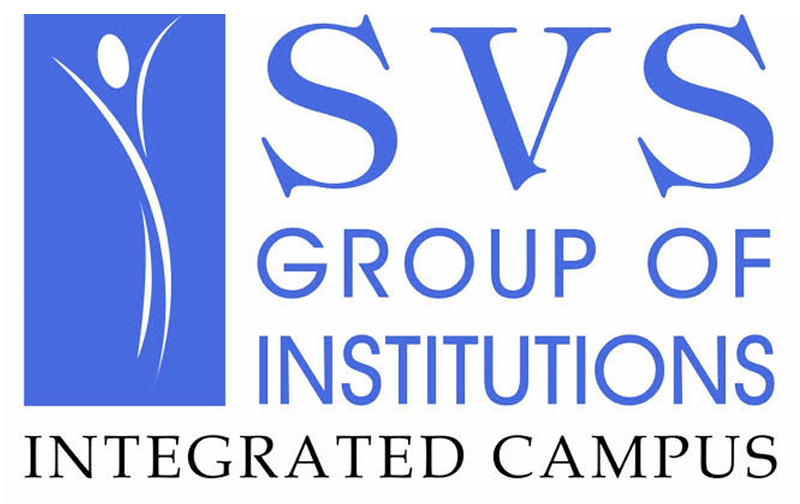 SVS
GROUP OF
INSTITUTIONS
INTEGRATED CAMPUS